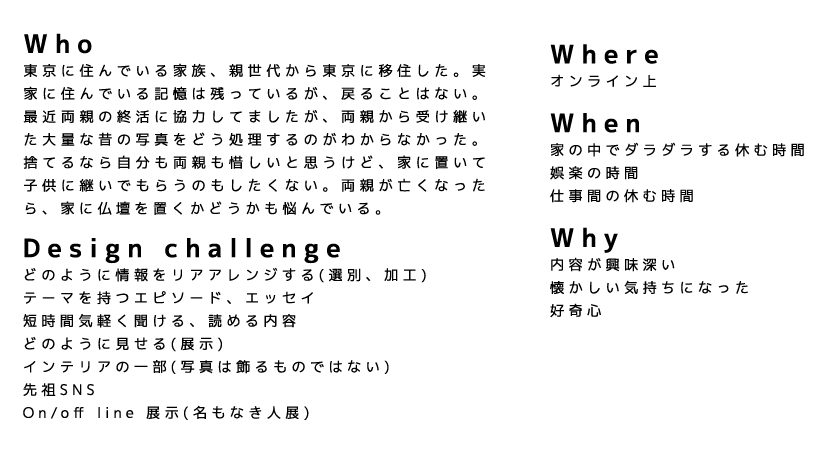 Who
東京に住んでいる家族、親世代から東京に移住した。実
家に住んでいる記憶は残っているが、戻ることはない。
最近両親の終活に協力してましたが、両親から受け継い
た大量な昔の写真をどう処理するのがわからなかった。
捨てるなら自分も両親も惜しいと思うけど、家に置いて
子供に継いでもらうのもしたくない。両親が亡くなった
ら、家に仏壇を置くかどうかも悩んでいる。
Design challenge
どのように情報をリアアレンジする(選別、加工)
テーマを持つエピソード、エッセイ
短時間気軽く聞ける、読める内容
どのように見せる(展示)
インテリアの一部(写真は飾るものではない)
先祖SNS
On/off line 展示(名もなき人展)
Where
オンライン上
When
家の中でダラダラする休む時間
娯楽の時間
仕事間の休む時間
Why
内容が興味深い
懐かしい気持ちになった
好奇心